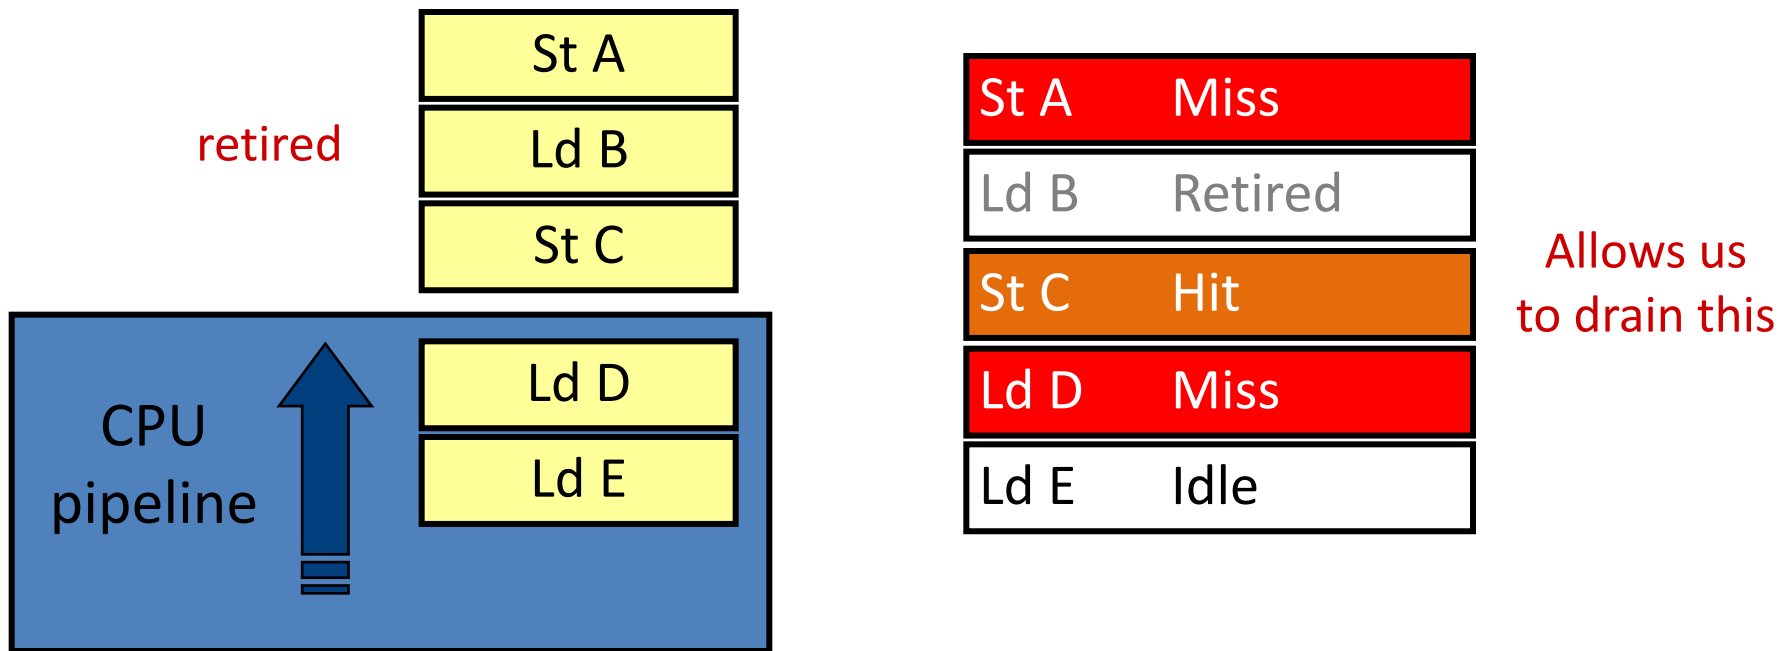 St A
Ld B
St C
retired
Ld D
Ld E
CPU
pipeline
St A Miss
Ld B Retired
St C Hit
Ld D Miss
Ld E Idle
Allows us
to drain this